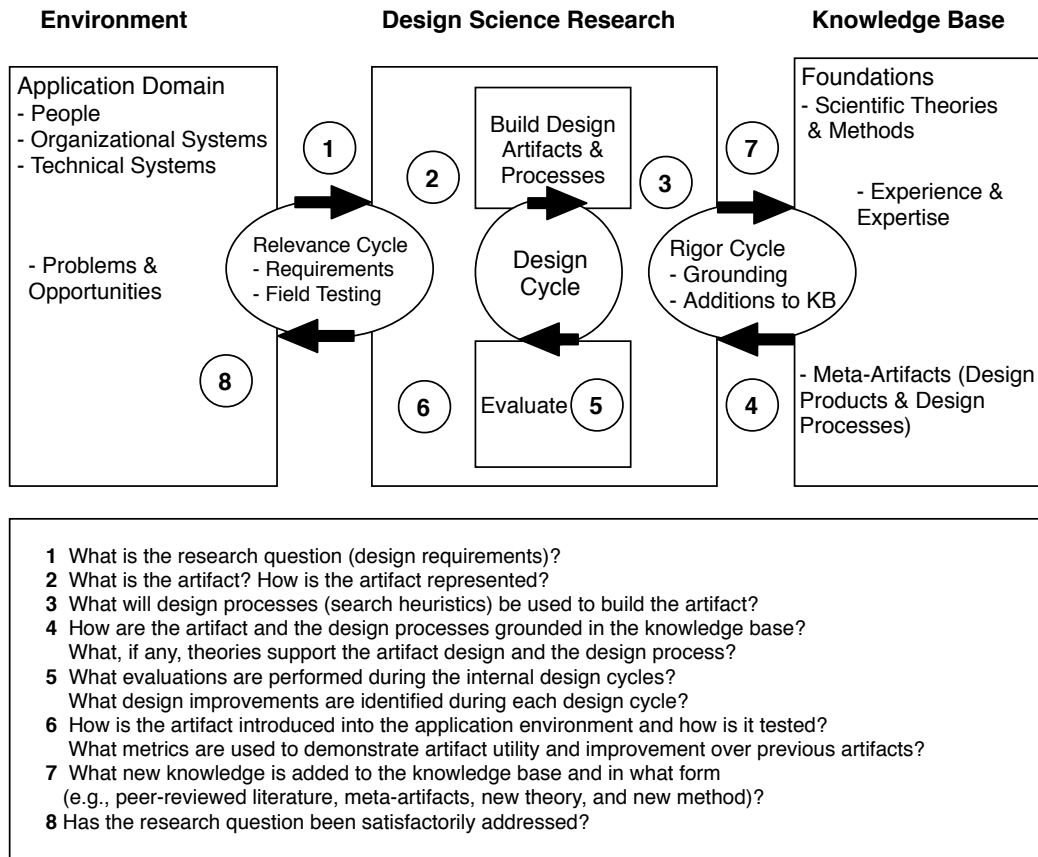 Environment
Design Science Research
Knowledge Base
Application Domain
- People
- Organizational Systems
- Technical Systems
- Problems &
Opportunities
1
Relevance Cycle
- Requirements
- Field Testing
8
2
Build Design
Artifacts &
Processes
3
Design
Cycle
6
Evaluate
5
7
Rigor Cycle
- Grounding
- Additions to KB
4
Foundations
- Scientific Theories
& Methods
- Experience &
Expertise
- Meta-Artifacts (Design
Products & Design
Processes)
1 What is the research question (design requirements)?
2 What is the artifact? How is the artifact represented?
3 What will design processes (search heuristics) be used to build the artifact?
4 How are the artifact and the design processes grounded in the knowledge base?
What, if any, theories support the artifact design and the design process?
5 What evaluations are performed during the internal design cycles?
What design improvements are identified during each design cycle?
6 How is the artifact introduced into the application environment and how is it tested?
What metrics are used to demonstrate artifact utility and improvement over previous artifacts?
7 What new knowledge is added to the knowledge base and in what form
(e.g., peer-reviewed literature, meta-artifacts, new theory, and new method)?
8 Has the research question been satisfactorily addressed?